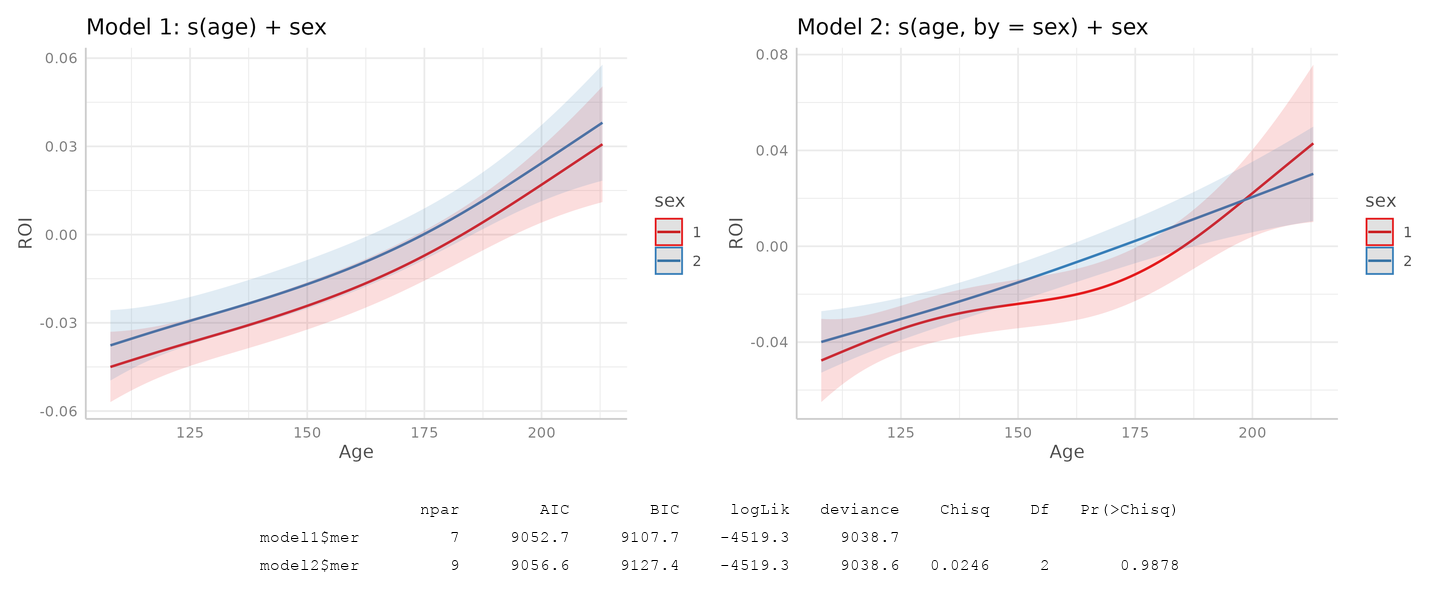 Model 1: s(age) + sex
0.06
0.03
0.00
-0.03
-0.06
ROI
125 150 175 200
Age
sex
1
2
Model 2: s(age, by = sex) + sex
0.08
0.04
0.00
-0.04
ROI
125 150 175 200
Age
sex
1
2
npar AIC BIC logLik deviance Chisq Df Pr(>Chisq)
model1$mer 7 9052.7 9107.7 -4519.3 9038.7
model2$mer 9 9056.6 9127.4 -4519.3 9038.6 0.0246 2 0.9878